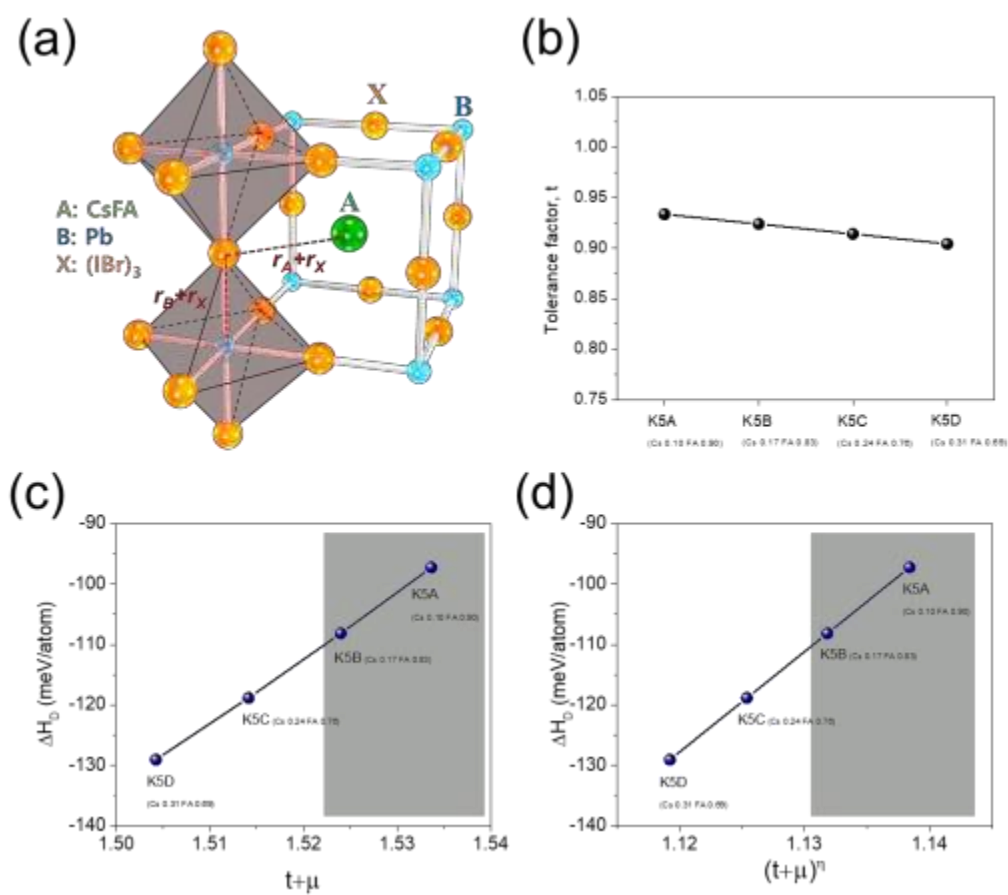 (a)
X
B
A
A: CsFA
B: Pb
X: (IBr)₃
r_A+r_X
r_B+r_X
(b)
Tolerance factor, t
1.05
1.00
0.95
0.90
0.85
0.80
0.75
K5A
K5B
K5C
K5D
(Cs 0.10 FA 0.90)
(Cs 0.17 FA 0.83)
(Cs 0.24 FA 0.76)
(Cs 0.31 FA 0.69)
(c)
ΔH_D (meV/atom)
-90
-100
-110
-120
-130
-140
K5A
(Cs 0.10 FA 0.90)
K5B (Cs 0.17 FA 0.83)
K5C (Cs 0.24 FA 0.76)
K5D
(Cs 0.31 FA 0.69)
1.50 1.51 1.52 1.53 1.54
t+μ
(d)
ΔH_D (meV/atom)
-90
-100
-110
-120
-130
-140
K5A
(Cs 0.10 FA 0.90)
K5B (Cs 0.17 FA 0.83)
K5C (Cs 0.24 FA 0.76)
K5D
(Cs 0.31 FA 0.69)
1.12 1.13 1.14
(t+μ)^η